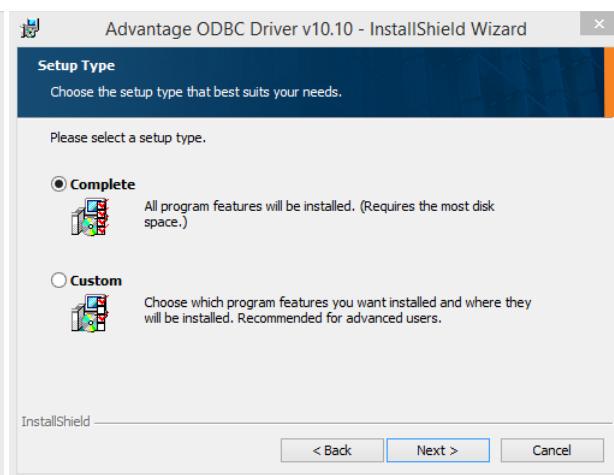 Advantage ODBC Driver v10.10 - InstallShield Wizard
Setup Type
Choose the setup type that best suits your needs.
Please select a setup type.
Complete
All program features will be installed. (Requires the most disk
space.)
Custom
Choose which program features you want installed and where they
will be installed. Recommended for advanced users.
InstallShield
< Back Next > Cancel